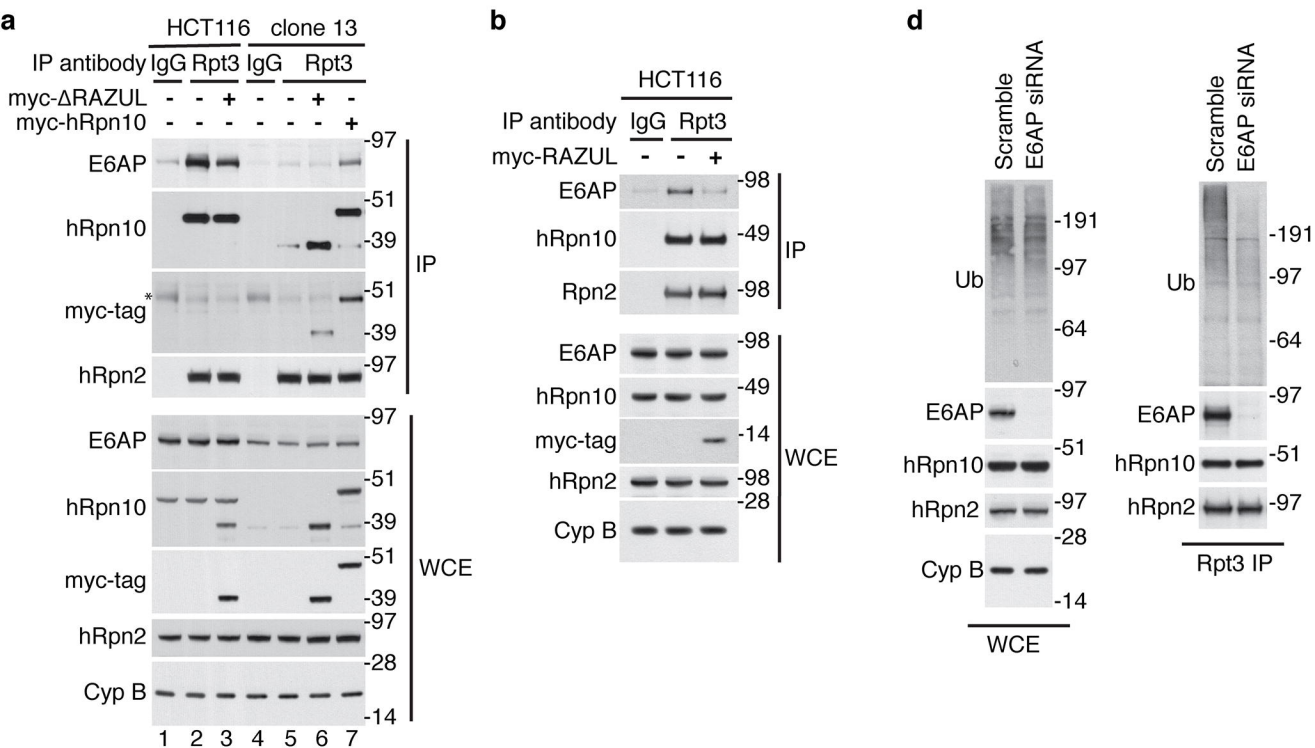 a
HCT116 clone 13
IP antibody IgG Rpt3 IgG Rpt3
myc-ΔRAZUL - - + - - + -
myc-hRpn10 - - - - - - +
E6AP -97
hRpn10 -51
-39
IP
* myc-tag -51
-39
hRpn2 -97
E6AP -97
hRpn10 -51
-39
WCE
myc-tag -51
-39
hRpn2 -97
Cyp B -28
-14
1 2 3 4 5 6 7
b
HCT116
IP antibody IgG Rpt3
myc-RAZUL - - +
E6AP -98
hRpn10 -49
IP
Rpn2 -98
E6AP -98
hRpn10 -49
myc-tag -14
WCE
hRpn2 -98
Cyp B -28
d
Scramble
E6AP siRNA
Ub -191
-97
-64
E6AP -97
hRpn10 -51
hRpn2 -97
Cyp B -28
-14
WCE
Scramble
E6AP siRNA
Ub -191
-97
-64
E6AP -97
hRpn10 -51
hRpn2 -97
Rpt3 IP